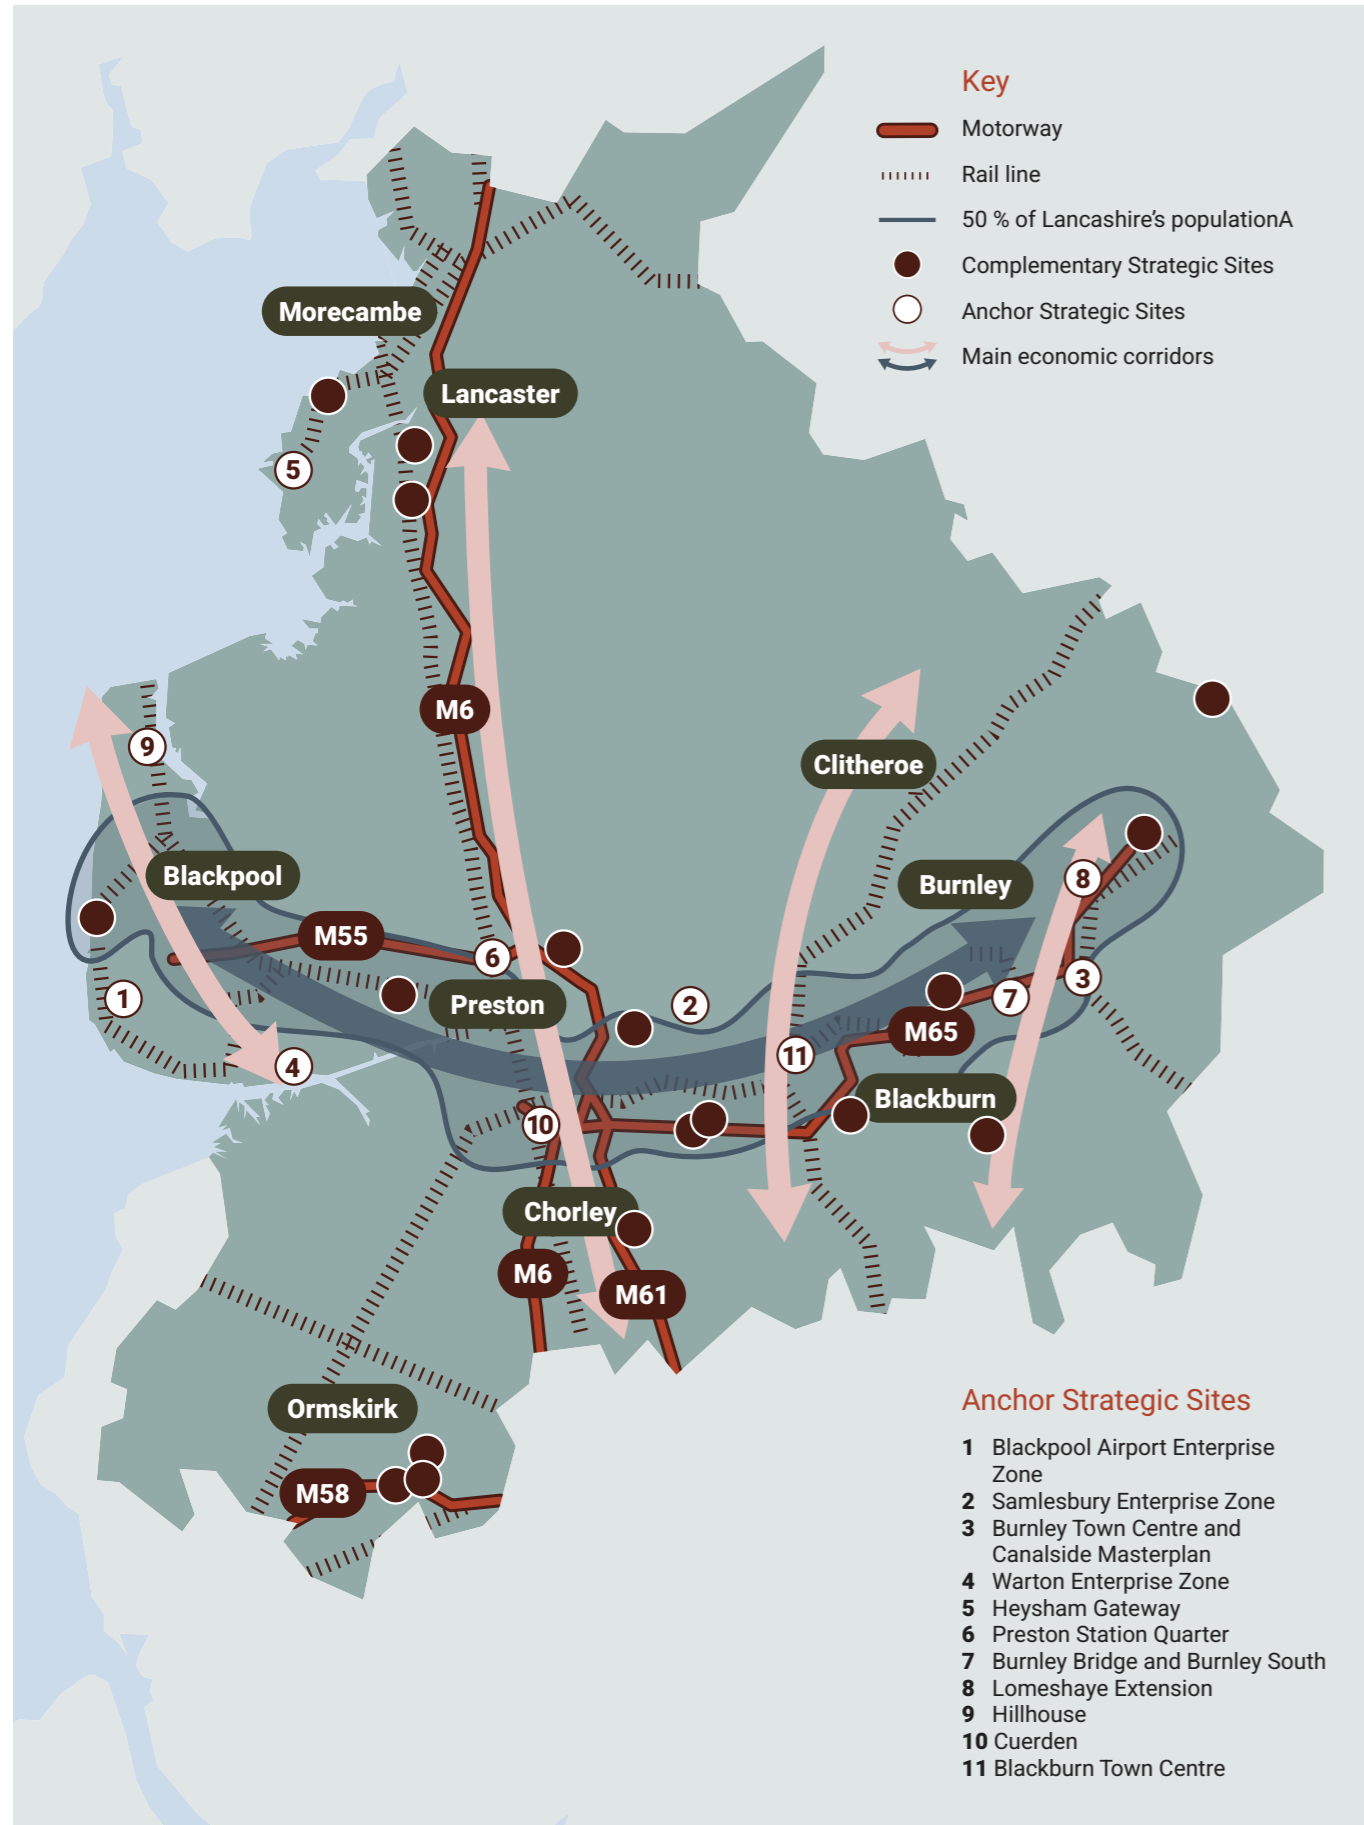 Key
Motorway
Rail line
50 % of Lancashire's populationA
Complementary Strategic Sites
Anchor Strategic Sites
Main economic corridors
Morecambe
Lancaster
5
M6
9
Clitheroe
Blackpool
Burnley
8
M55
6
1
Preston
2
7
3
M65
4
11
Blackburn
10
Chorley
M6
M61
Ormskirk
M58
Anchor Strategic Sites
1 Blackpool Airport Enterprise
Zone
2 Samlesbury Enterprise Zone
3 Burnley Town Centre and
Canalside Masterplan
4 Warton Enterprise Zone
5 Heysham Gateway
6 Preston Station Quarter
7 Burnley Bridge and Burnley South
8 Lomeshaye Extension
9 Hillhouse
10 Cuerden
11 Blackburn Town Centre